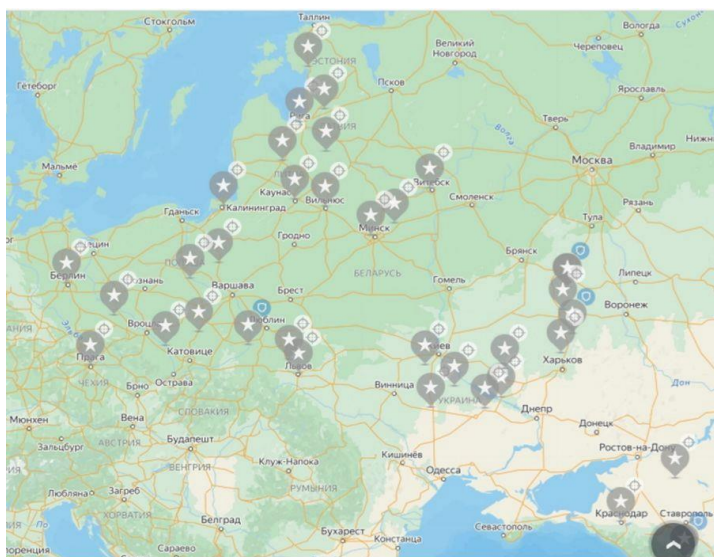 Стокгольм
Таллин
Вологда
Череповец
Великий
Новгород
ЭСТОНИЯ
Псков
Гётеборг
Ярославль
Рига
Тверь
Волга
Владимир
Москва
Мальме
Витебск
Смоленск
Каунас
Вильнюс
Рязань
Калининград
Гданьск
Тула
Минск
Гродно
Брянск
Берлин
БЕЛАРУСЬ
Гомель
Липецк
Варшава
Брест
Воронеж
Люблин
Прага
Катовице
Харьков
Львов
ЧЕХИЯ
Острава
Брно
Винница
УКРАИНА
Дон
СЛОВАКИЯ
Днепр
Мюнхен
Вена
Донецк
Зальцбург
АВСТРИЯ
Будапешт
Ростов-на-Дону
ВЕНГРИЯ
Клуж-Напока
Кишинёв
Одесса
РУМЫНИЯ
Любляна
Загреб
Краснодар
Ставрополь
ХОРВАТИЯ
Белград
Севастополь
Бухарест
Констанца
Сараево